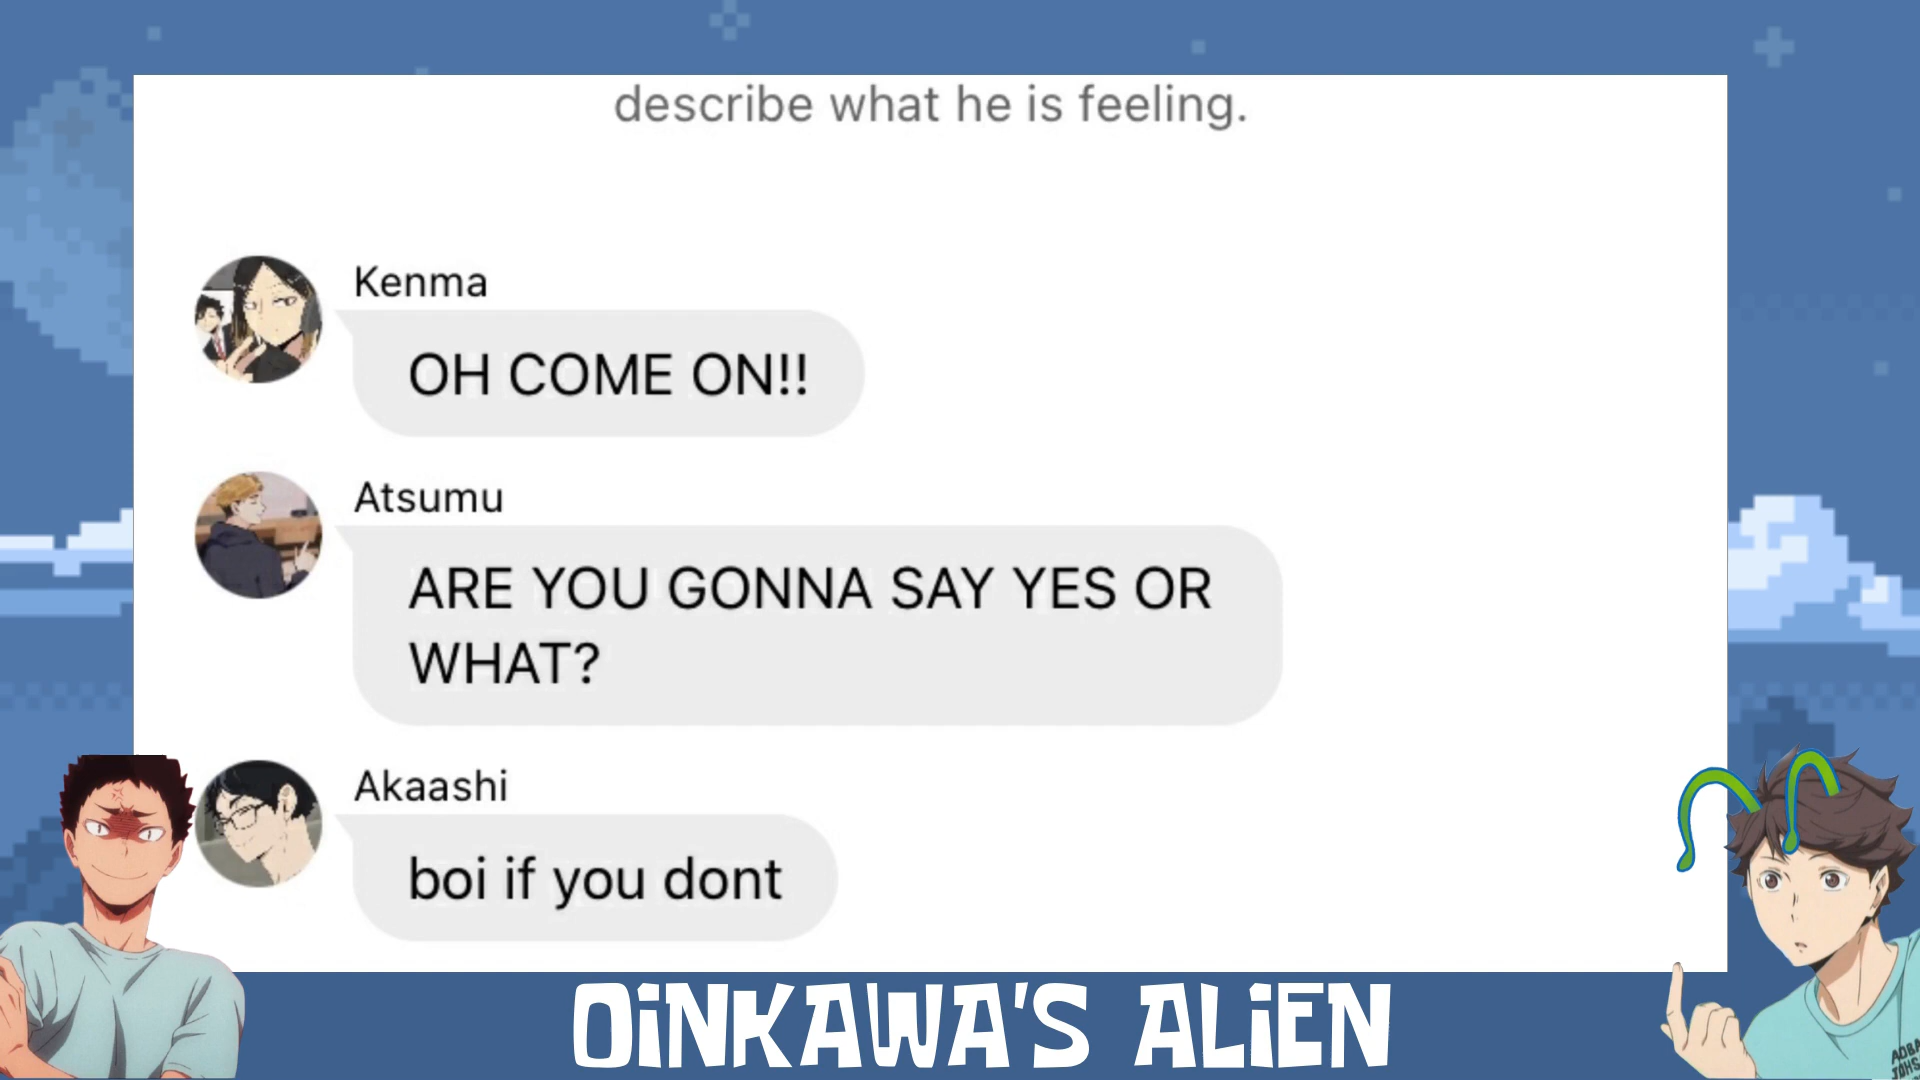 describe what he is feeling.
Kenma
OH COME ON!!
Atsumu
ARE YOU GONNA SAY YES OR
WHAT?
Akaashi
boi if you dont
OiNKAWA'S ALiEN